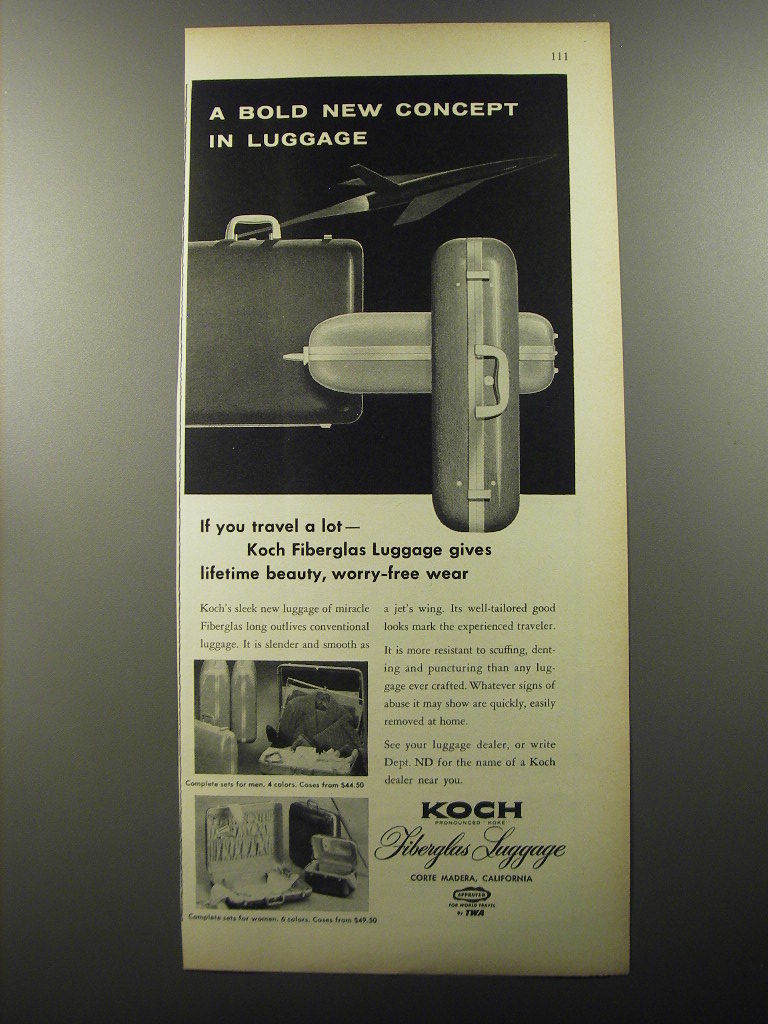 111
A BOLD NEW CONCEPT
IN LUGGAGE
If you travel a lot—
Koch Fiberglas Luggage gives
lifetime beauty, worry-free wear
Koch's sleek new luggage of miracle
Fiberglas long outlives conventional
luggage. It is slender and smooth as
a jet's wing. Its well-tailored good
looks mark the experienced traveler.
It is more resistant to scuffing, dent-
ing and puncturing than any lug-
gage ever crafted. Whatever signs of
abuse it may show are quickly, easily
removed at home.
See your luggage dealer, or write
Dept. ND for the name of a Koch
dealer near you.
Complete sets for men. 4 colors. Cases from $44.50
Complete sets for women. 6 colors. Cases from $49.50
KOCH
PRONOUNCED "KOKE"
Fiberglas Luggage
CORTE MADERA, CALIFORNIA
APPROVED
FOR WORLD TRAVEL
by TWA